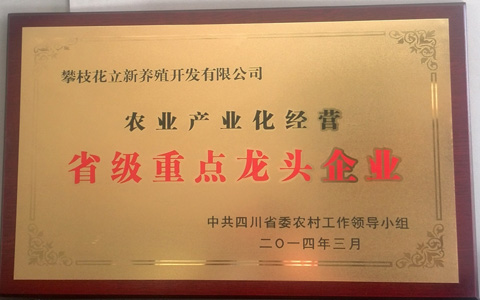 攀枝花立新养殖开发有限公司
农业产业化经营
省级重点龙头企业
中共四川省委农村工作领导小组
二〇一四年三月